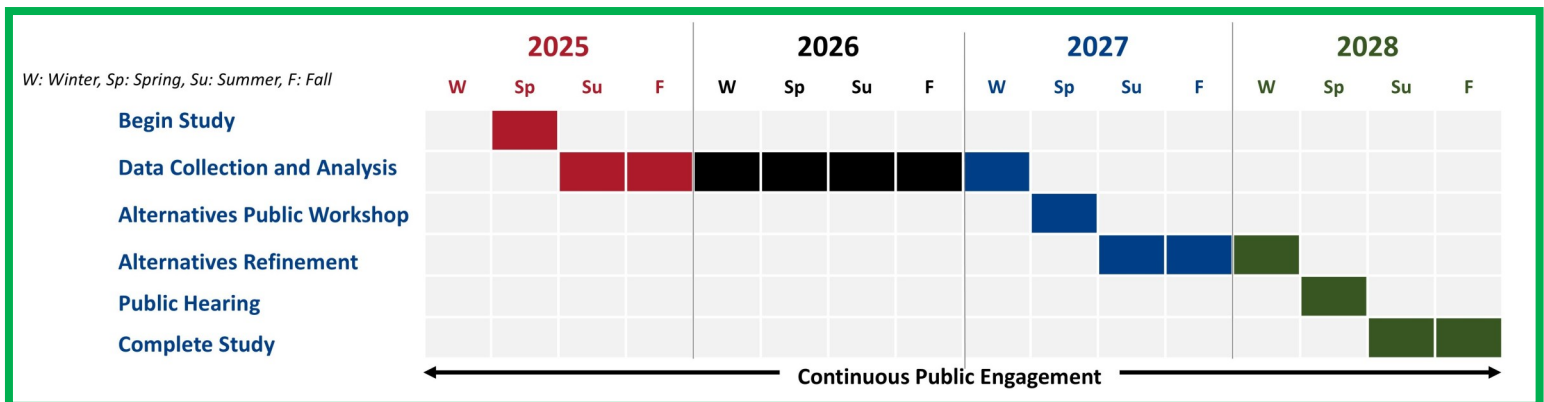 2025 2026 2027 2028
W: Winter, Sp: Spring, Su: Summer, F: Fall
W Sp Su F W Sp Su F W Sp Su F W Sp Su F
Begin Study
Data Collection and Analysis
Alternatives Public Workshop
Alternatives Refinement
Public Hearing
Complete Study
Continuous Public Engagement